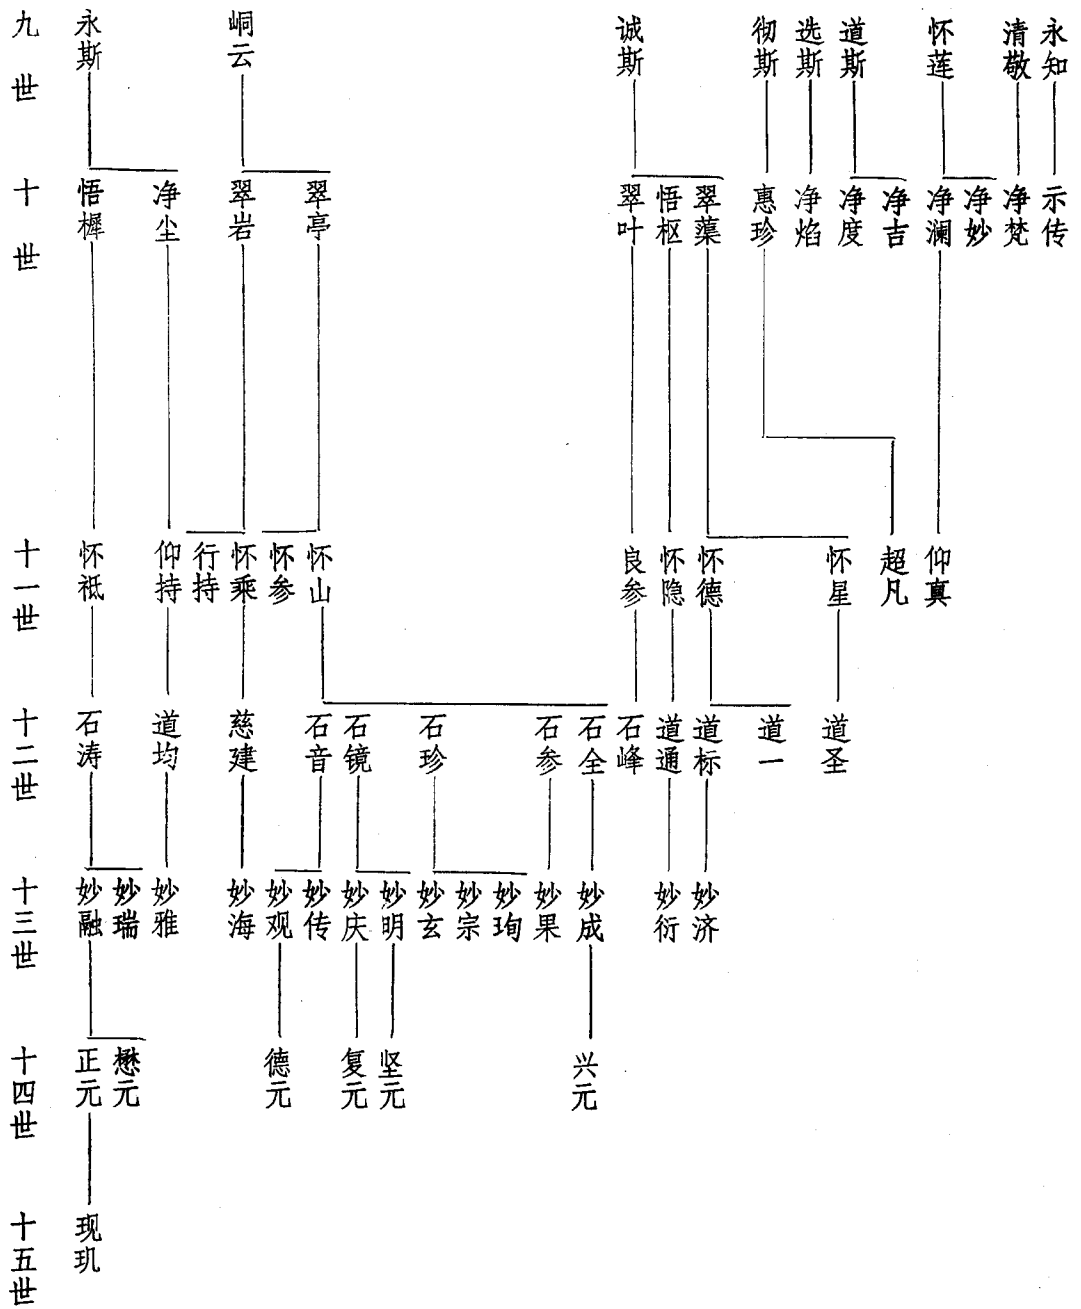 九世 永斯 峒云 诚斯 彻斯 选斯 道斯 怀莲 清敬 永知
十世 悟樨 净尘 翠岩 翠亭 翠叶 悟枢 翠蕖 惠珍 净焰 净度 净吉 净澜 净妙 净梵 示传
十一世 怀祗 仰持 行持 怀乘 怀参 怀山 良参 怀隐 怀德 怀星 超凡 仰真
十二世 石涛 道均 慈建 石音 石镜 石珍 石参 石全 石峰 道通 道标 道一 道圣
十三世 妙融 妙瑞 妙雅 妙海 妙观 妙传 妙庆 妙明 妙玄 妙宗 妙珣 妙果 妙成 妙衍 妙济
十四世 正元 懋元 德元 复元 坚元 兴元
十五世 现玑